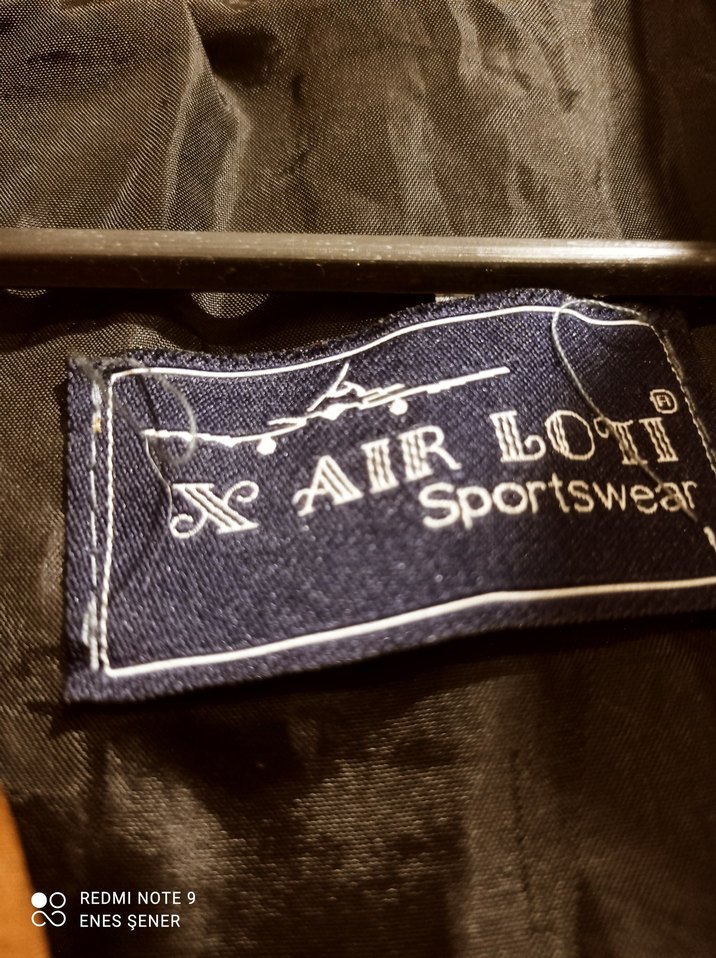 X AIR LOTI ®
Sportswear
REDMI NOTE 9
ENES ŞENER